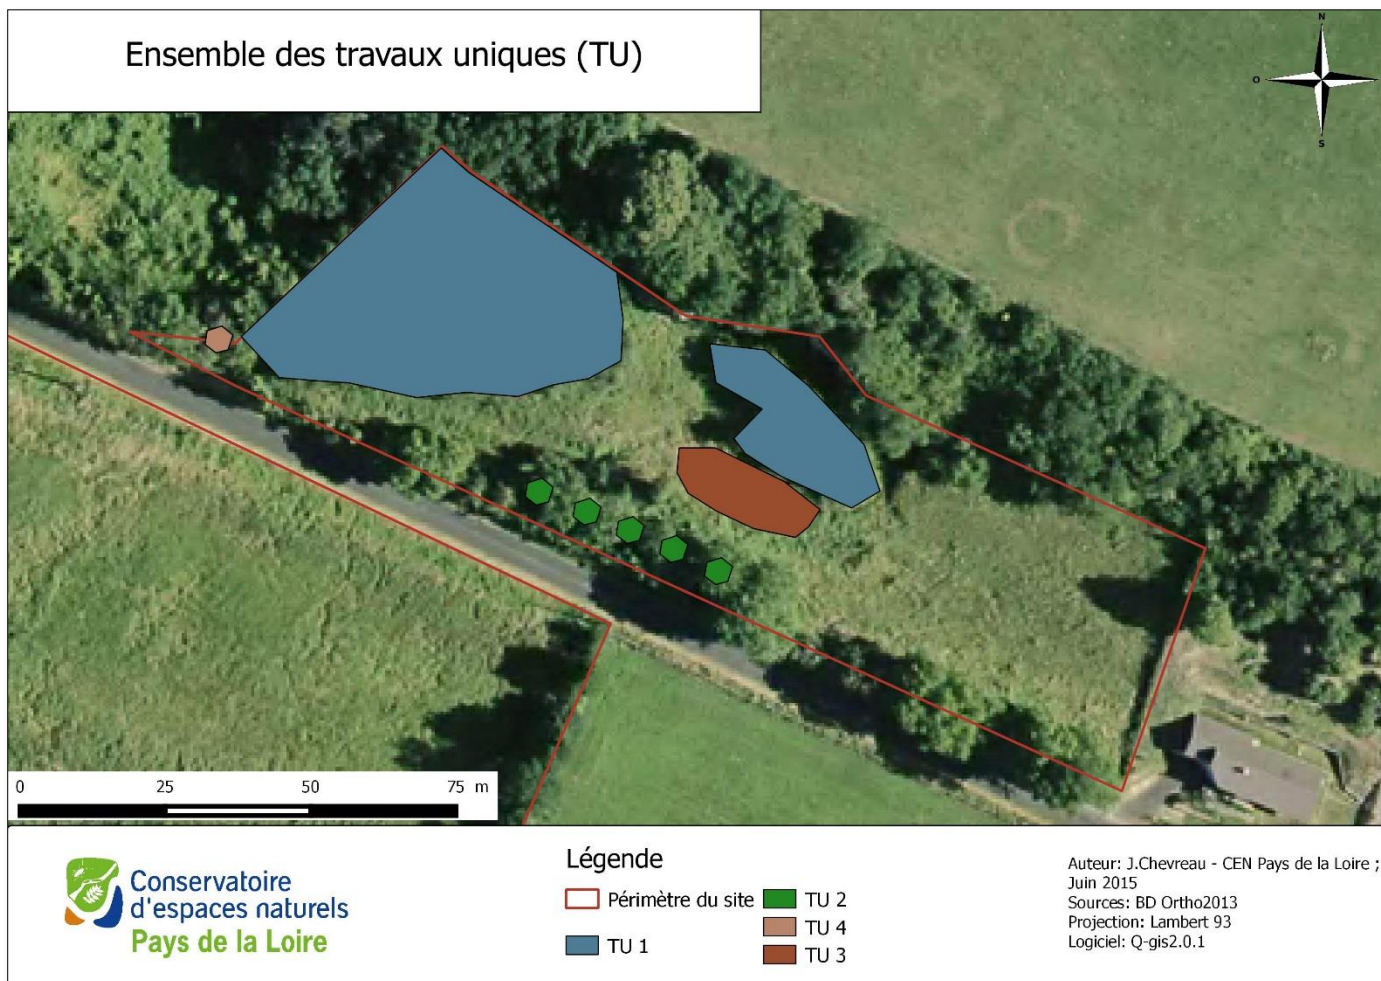 Ensemble des travaux uniques (TU)
N
O
S
0 25 50 75 m
Conservatoire
d'espaces naturels
Pays de la Loire
Légende
Périmètre du site
TU 1
TU 2
TU 4
TU 3
Auteur: J.Chevreau - CEN Pays de la Loire ;
Juin 2015
Sources: BD Ortho2013
Projection: Lambert 93
Logiciel: Q-gis2.0.1